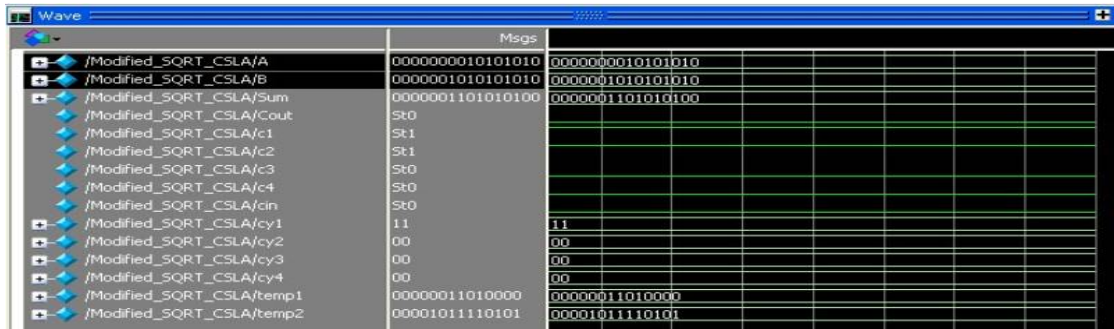 Wave
Msgs
/Modified_SQRT_CSLA/A 0000000010101010 0000000010101010
/Modified_SQRT_CSLA/B 0000001010101010 0000001010101010
/Modified_SQRT_CSLA/Sum 0000001101010100 0000001101010100
/Modified_SQRT_CSLA/Cout St0
/Modified_SQRT_CSLA/c1 St1
/Modified_SQRT_CSLA/c2 St1
/Modified_SQRT_CSLA/c3 St0
/Modified_SQRT_CSLA/c4 St0
/Modified_SQRT_CSLA/cin St0
/Modified_SQRT_CSLA/cy1 11 11
/Modified_SQRT_CSLA/cy2 00 00
/Modified_SQRT_CSLA/cy3 00 00
/Modified_SQRT_CSLA/cy4 00 00
/Modified_SQRT_CSLA/temp1 00000011010000 00000011010000
/Modified_SQRT_CSLA/temp2 00001011110101 00001011110101